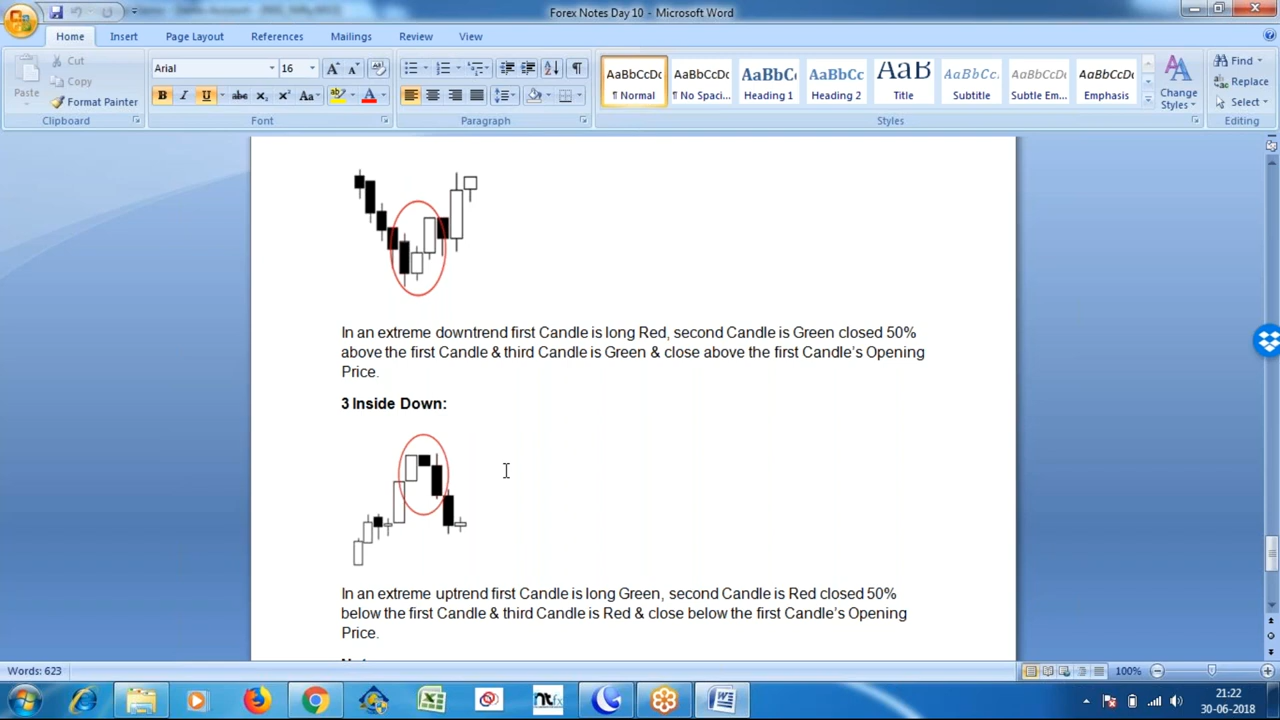 Forex Notes Day 10 - Microsoft Word
Home Insert Page Layout References Mailings Review View
Paste
Cut
Copy
Format Painter
Clipboard
Arial 16
B I U abc
Font
Paragraph
AaBbCcDc AaBbCcDc AaBbC AaBbCc AaB AaBbCc. AaBbCcDc AaBbCcDc
¶ Normal ¶ No Spaci... Heading 1 Heading 2 Title Subtitle Subtle Em... Emphasis
Change Styles
Styles
Find
Replace
Select
Editing
In an extreme downtrend first Candle is long Red, second Candle is Green closed 50%
above the first Candle & third Candle is Green & close above the first Candle's Opening
Price.
3 Inside Down:
In an extreme uptrend first Candle is long Green, second Candle is Red closed 50%
below the first Candle & third Candle is Red & close below the first Candle's Opening
Price.
Words: 623
100%
21:22
30-06-2018